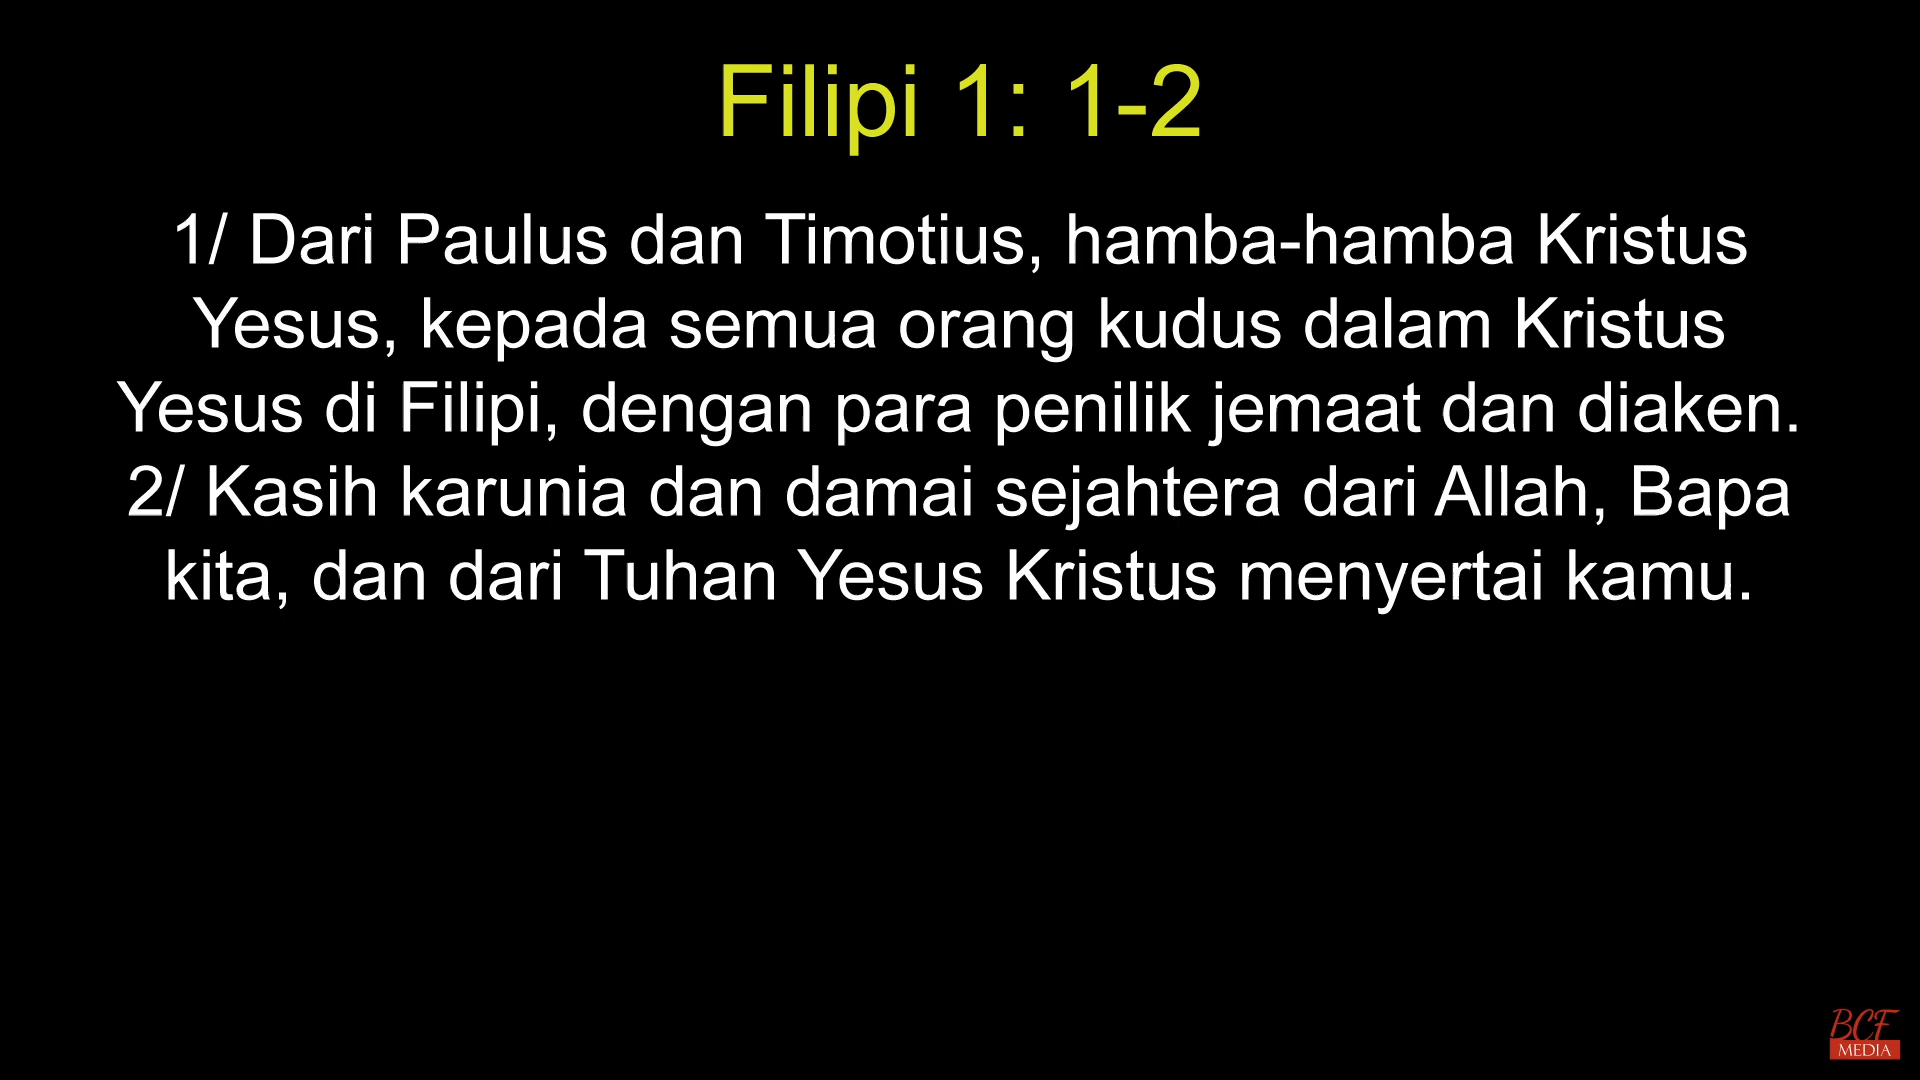 Filipi 1: 1-2
1/ Dari Paulus dan Timotius, hamba-hamba Kristus
Yesus, kepada semua orang kudus dalam Kristus
Yesus di Filipi, dengan para penilik jemaat dan diaken.
2/ Kasih karunia dan damai sejahtera dari Allah, Bapa
kita, dan dari Tuhan Yesus Kristus menyertai kamu.
BCF
MEDIA